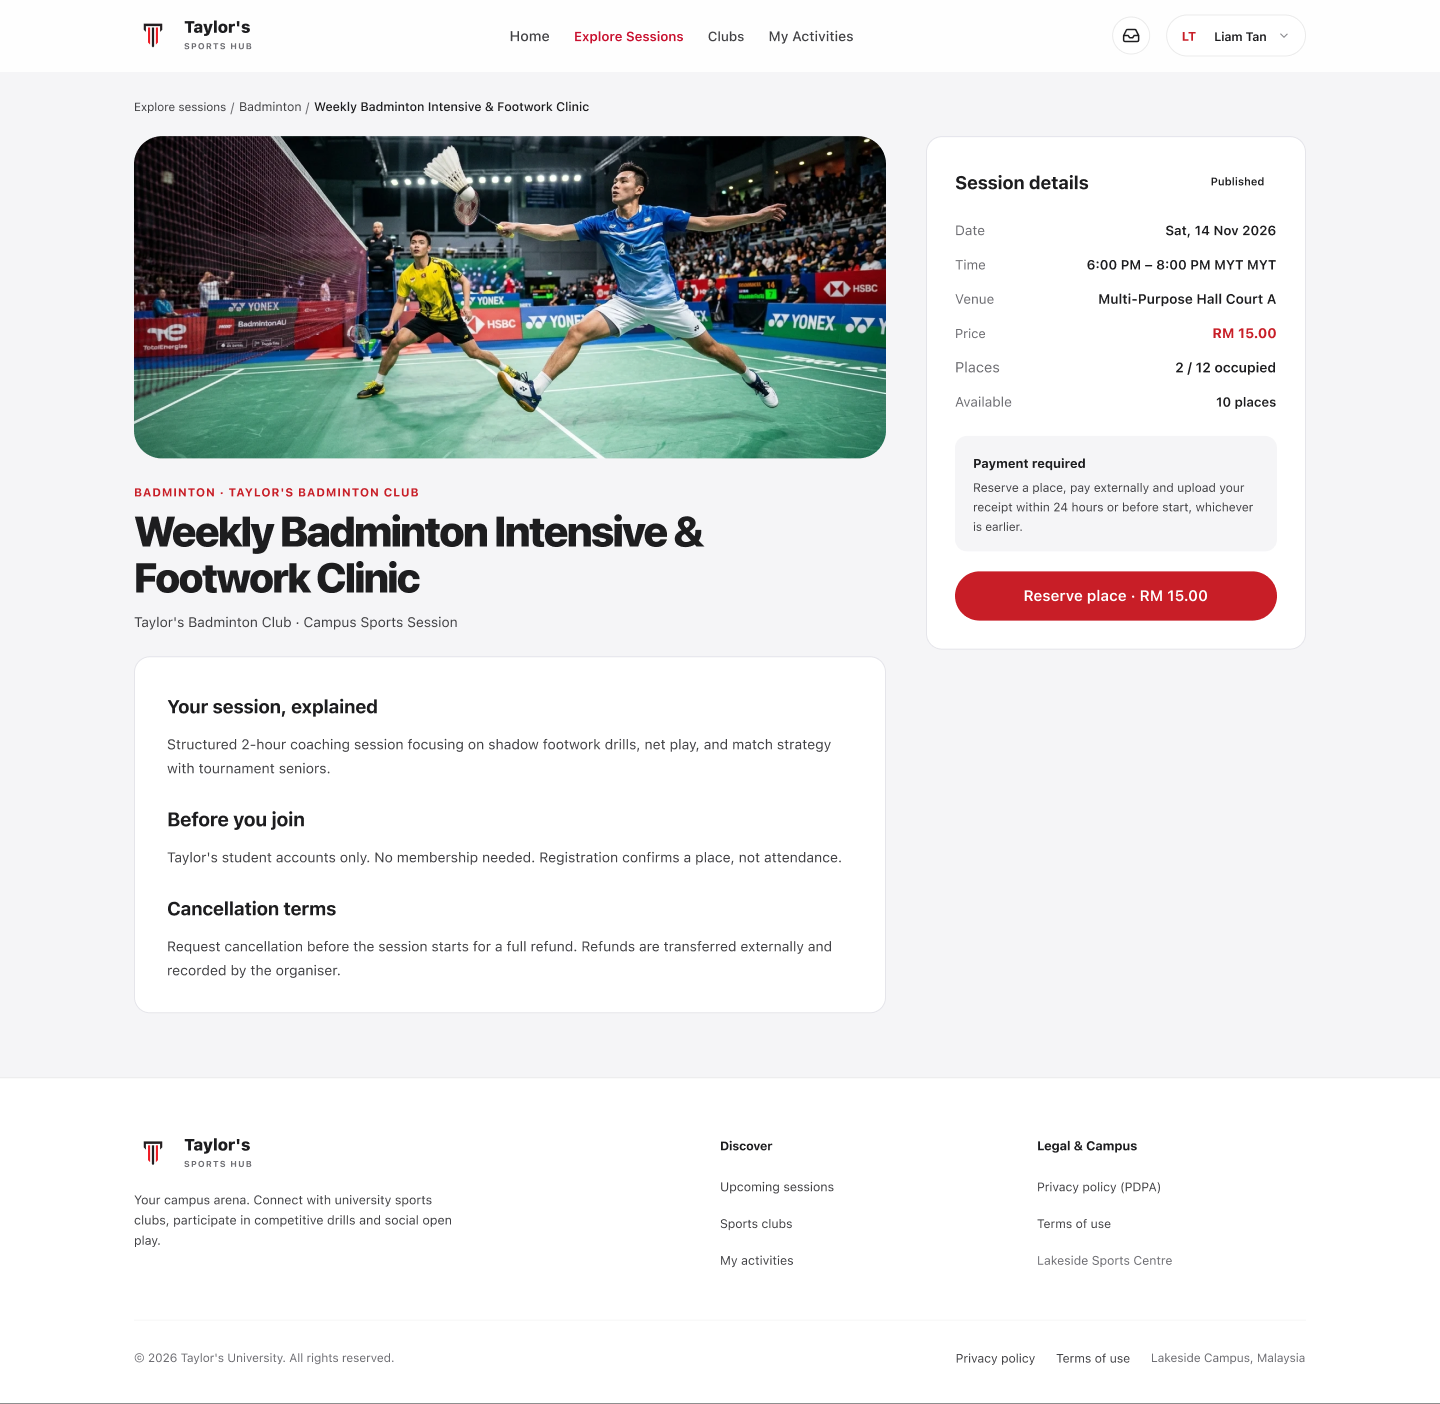 Taylor's
SPORTS HUB
Home
Explore Sessions
Clubs
My Activities
LT
Liam Tan
Explore sessions / Badminton / Weekly Badminton Intensive & Footwork Clinic
YONEX
BadmintonAU
TotalEnergies
YONEX
HSBC
YONEX
YONEX
HSBC
YONEX
BADMINTON · TAYLOR'S BADMINTON CLUB
Weekly Badminton Intensive &
Footwork Clinic
Taylor's Badminton Club · Campus Sports Session
Your session, explained
Structured 2-hour coaching session focusing on shadow footwork drills, net play, and match strategy
with tournament seniors.
Before you join
Taylor's student accounts only. No membership needed. Registration confirms a place, not attendance.
Cancellation terms
Request cancellation before the session starts for a full refund. Refunds are transferred externally and
recorded by the organiser.
Session details
Published
Date
Sat, 14 Nov 2026
Time
6:00 PM – 8:00 PM MYT MYT
Venue
Multi-Purpose Hall Court A
Price
RM 15.00
Places
2 / 12 occupied
Available
10 places
Payment required
Reserve a place, pay externally and upload your
receipt within 24 hours or before start, whichever
is earlier.
Reserve place · RM 15.00
Taylor's
SPORTS HUB
Your campus arena. Connect with university sports
clubs, participate in competitive drills and social open
play.
Discover
Upcoming sessions
Sports clubs
My activities
Legal & Campus
Privacy policy (PDPA)
Terms of use
Lakeside Sports Centre
© 2026 Taylor's University. All rights reserved.
Privacy policy
Terms of use
Lakeside Campus, Malaysia